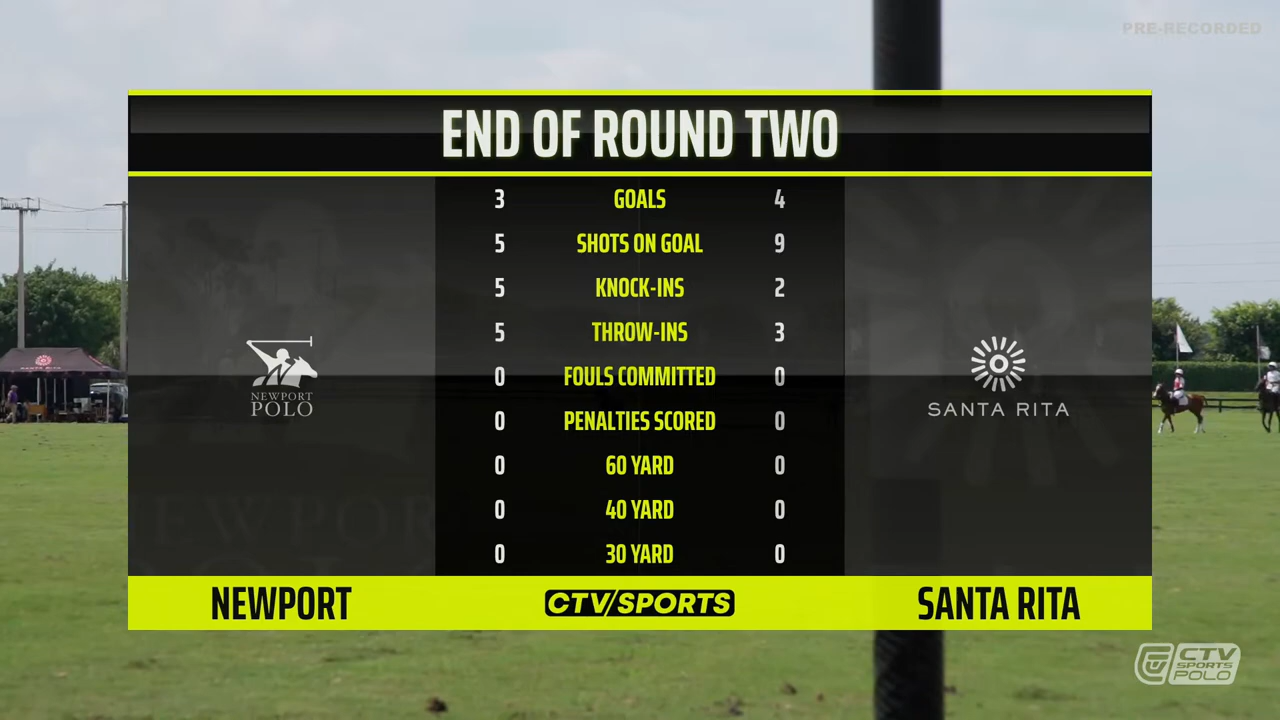 PRE-RECORDED
END OF ROUND TWO
3 GOALS 4
5 SHOTS ON GOAL 9
5 KNOCK-INS 2
5 THROW-INS 3
0 FOULS COMMITTED 0
0 PENALTIES SCORED 0
0 60 YARD 0
0 40 YARD 0
0 30 YARD 0
NEWPORT
POLO
SANTA RITA
NEWPORT CTV/SPORTS SANTA RITA
CTV
SPORTS
POLO